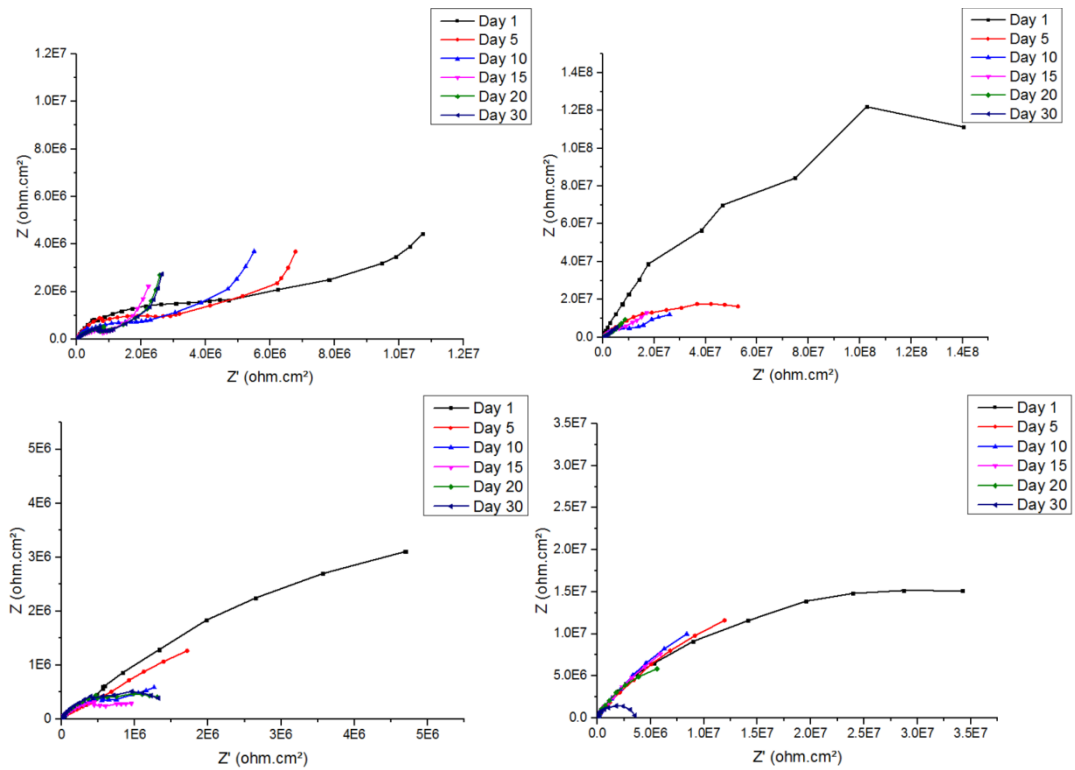 Day 1
Day 5
Day 10
Day 15
Day 20
Day 30
1.2E7
1.0E7
8.0E6
6.0E6
4.0E6
2.0E6
0.0
Z (ohm.cm²)
0.0 2.0E6 4.0E6 6.0E6 8.0E6 1.0E7 1.2E7
Z' (ohm.cm²)
Day 1
Day 5
Day 10
Day 15
Day 20
Day 30
1.4E8
1.2E8
1.0E8
8.0E7
6.0E7
4.0E7
2.0E7
0.0
Z (ohm.cm²)
0.0 2.0E7 4.0E7 6.0E7 8.0E7 1.0E8 1.2E8 1.4E8
Z' (ohm.cm²)
Day 1
Day 5
Day 10
Day 15
Day 20
Day 30
5E6
4E6
3E6
2E6
1E6
0
Z (ohm.cm²)
0 1E6 2E6 3E6 4E6 5E6
Z' (ohm.cm²)
Day 1
Day 5
Day 10
Day 15
Day 20
Day 30
3.5E7
3.0E7
2.5E7
2.0E7
1.5E7
1.0E7
5.0E6
0.0
Z (ohm.cm²)
0.0 5.0E6 1.0E7 1.5E7 2.0E7 2.5E7 3.0E7 3.5E7
Z' (ohm.cm²)